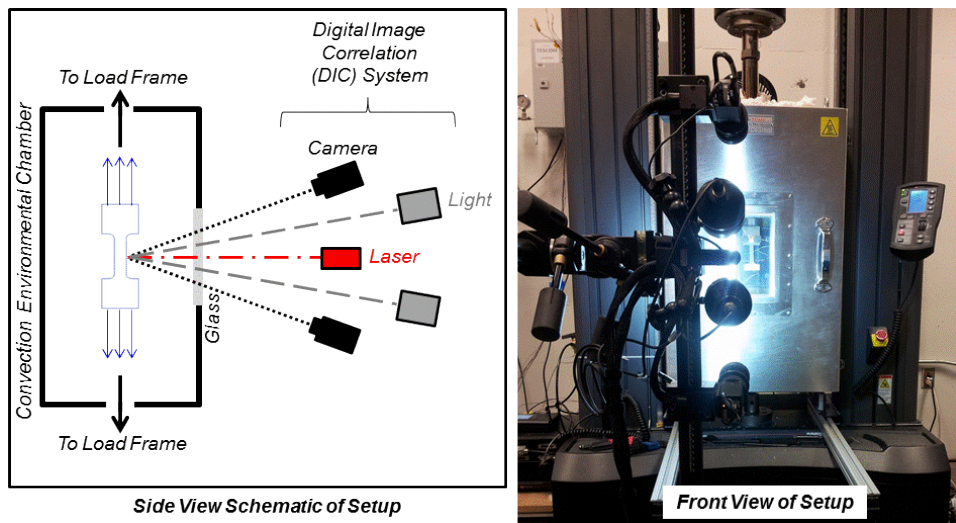 Digital Image
Correlation
(DIC) System
To Load Frame
Convection Environmental Chamber
Camera
Light
Laser
Glass
To Load Frame
Side View Schematic of Setup
Front View of Setup